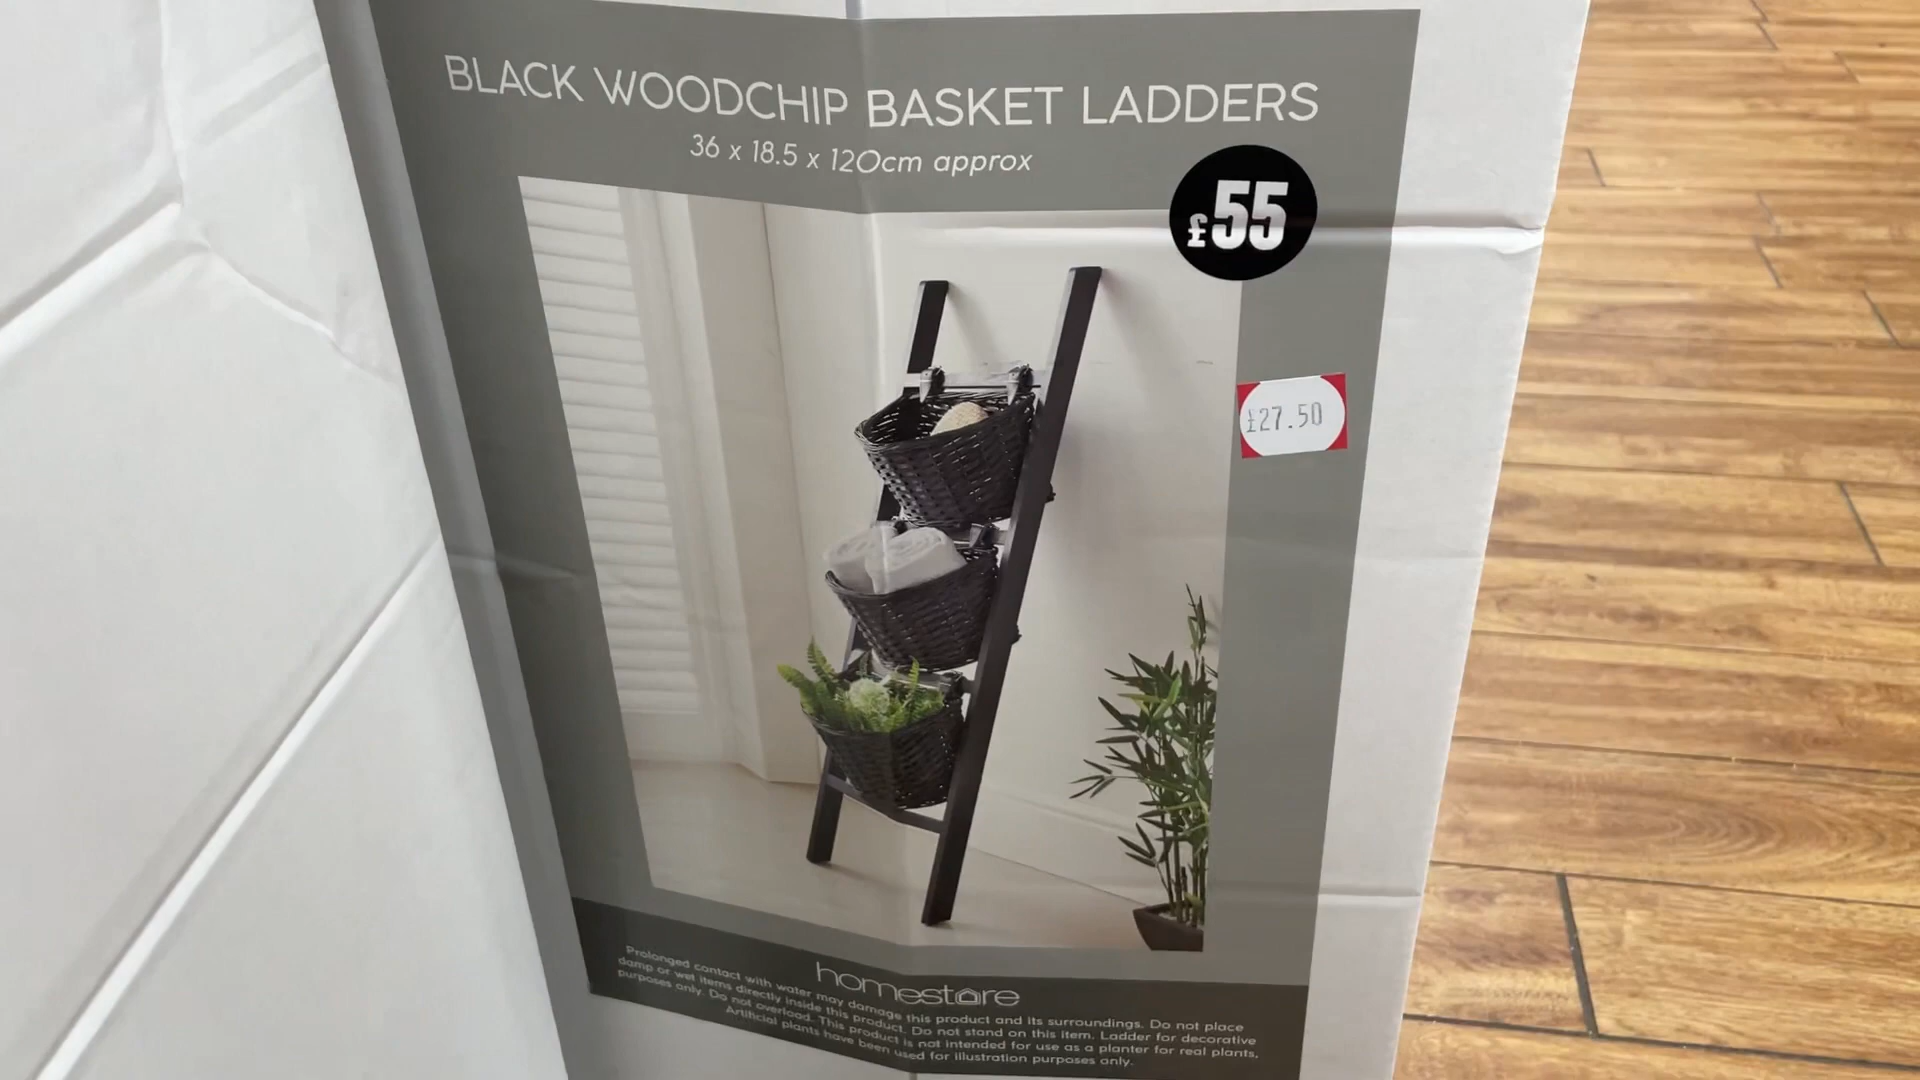 BLACK WOODCHIP BASKET LADDERS
36 x 18.5 x 120cm approx
£55
£27.50
homestore
Prolonged contact with water may damage this product and its surroundings. Do not place
damp or wet items directly inside this product. Do not stand on this item. Ladder for decorative
purposes only. Do not overload. This product is not intended for use as a planter for real plants,
Artificial plants have been used for illustration purposes only.